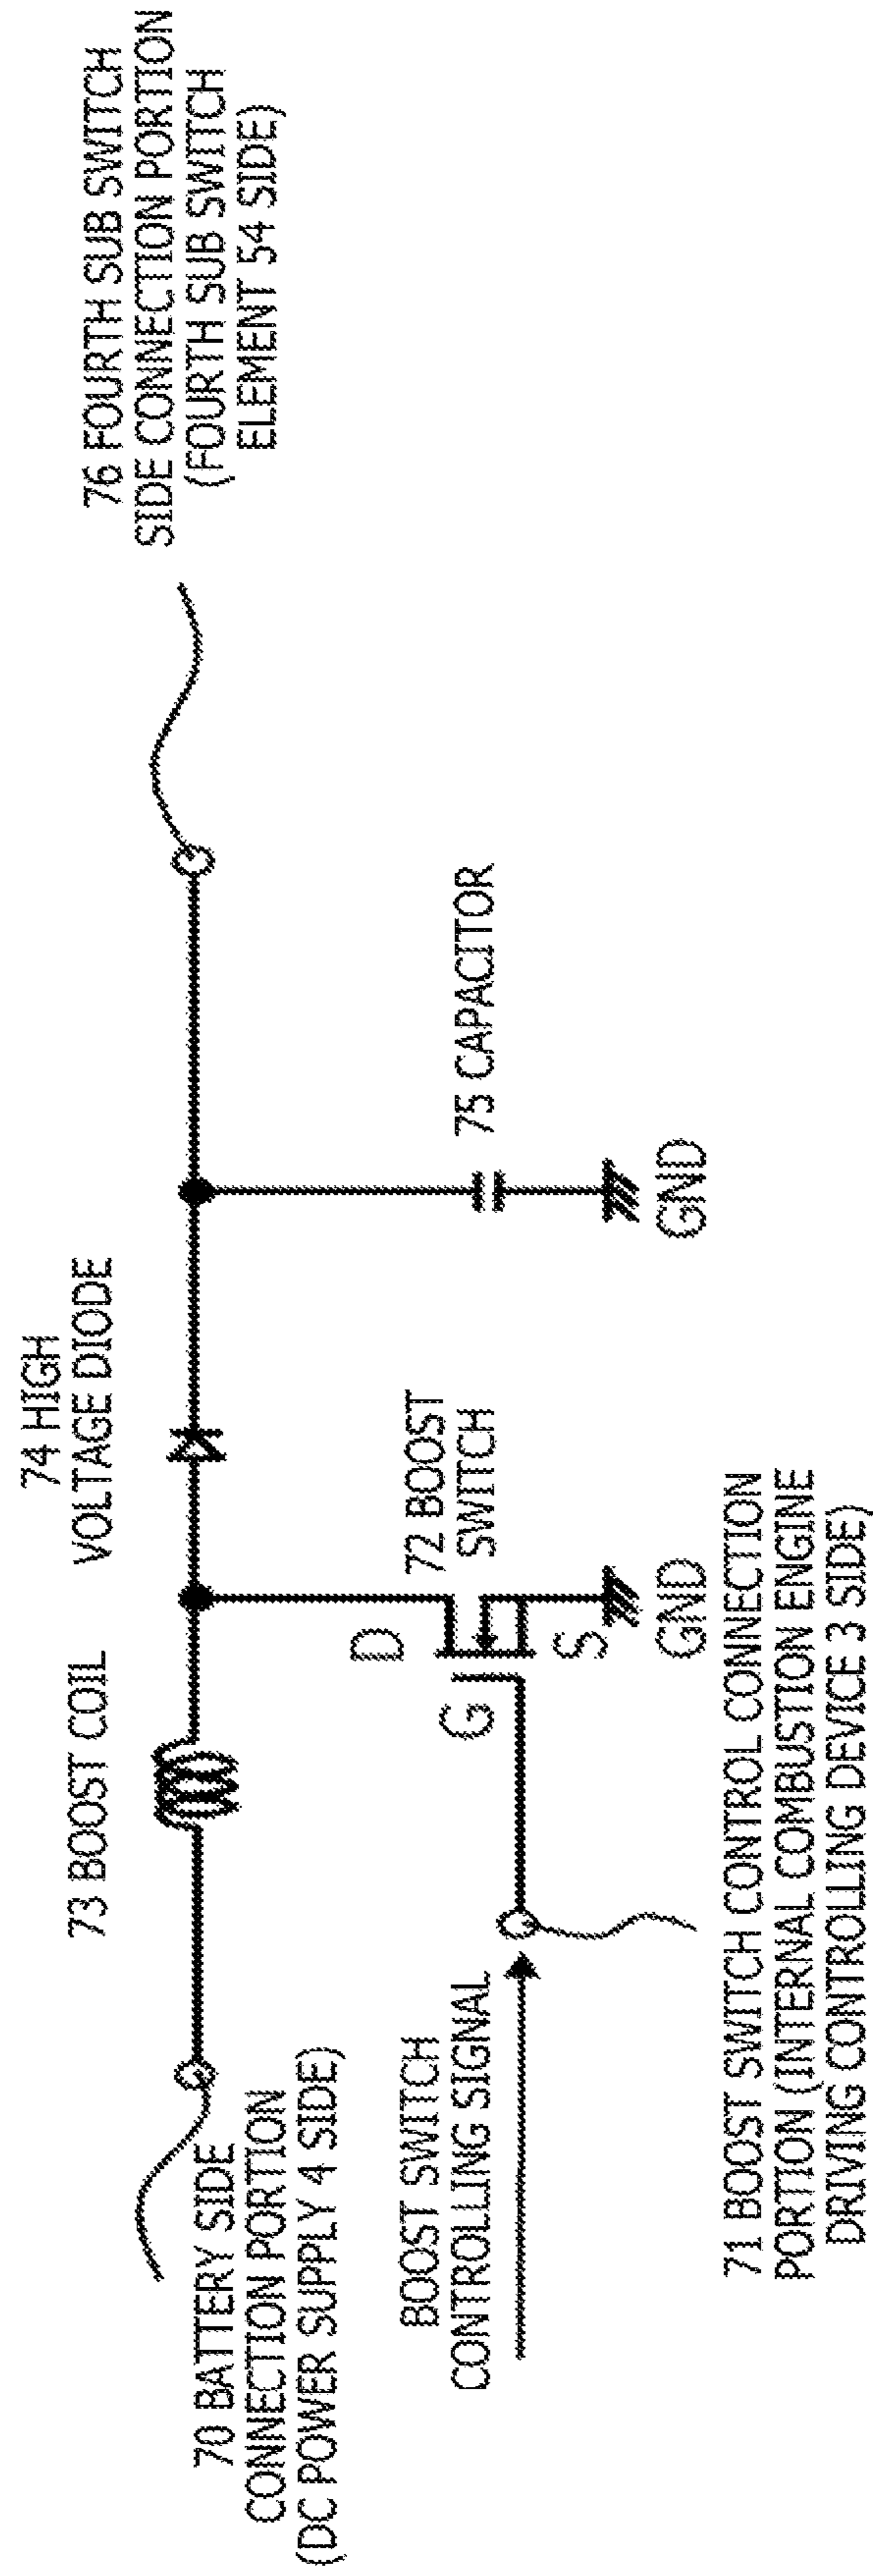 74 HIGH
VOLTAGE DIODE
73 BOOST COIL
76 FOURTH SUB SWITCH
SIDE CONNECTION PORTION
(FOURTH SUB SWITCH
ELEMENT 54 SIDE)
70 BATTERY SIDE
CONNECTION PORTION
(DC POWER SUPPLY 4 SIDE)
D
72 BOOST
SWITCH
75 CAPACITOR
G
S
BOOST SWITCH
CONTROLLING SIGNAL
GND
GND
71 BOOST SWITCH CONTROL CONNECTION
PORTION (INTERNAL COMBUSTION ENGINE
DRIVING CONTROLLING DEVICE 3 SIDE)